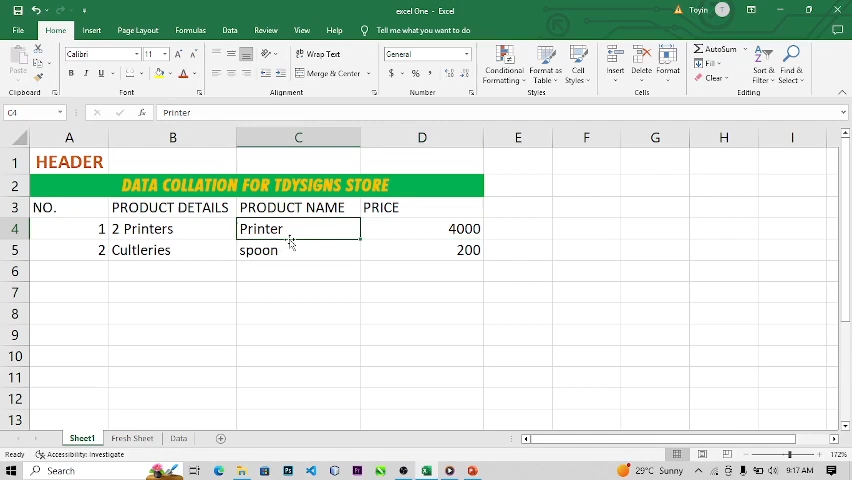 excel One - Excel
Toyin
T
File
Home
Insert
Page Layout
Formulas
Data
Review
View
Help
Tell me what you want to do
Paste
Calibri
11
B I U
Wrap Text
Merge & Center
General
Conditional Formatting
Format as Table
Cell Styles
Insert
Delete
Format
AutoSum
Fill
Clear
Sort & Filter
Find & Select
Clipboard
Font
Alignment
Number
Styles
Cells
Editing
C4
fx
Printer
A B C D E F G H I
1 HEADER
2 DATA COLLATION FOR TDYSIGNS STORE
3 NO. PRODUCT DETAILS PRODUCT NAME PRICE
4 1 2 Printers Printer 4000
5 2 Cultleries spoon 200
6
7
8
9
10
11
12
13
Sheet1
Fresh Sheet
Data
Ready
Accessibility: Investigate
172%
Search
29°C Sunny
9:17 AM